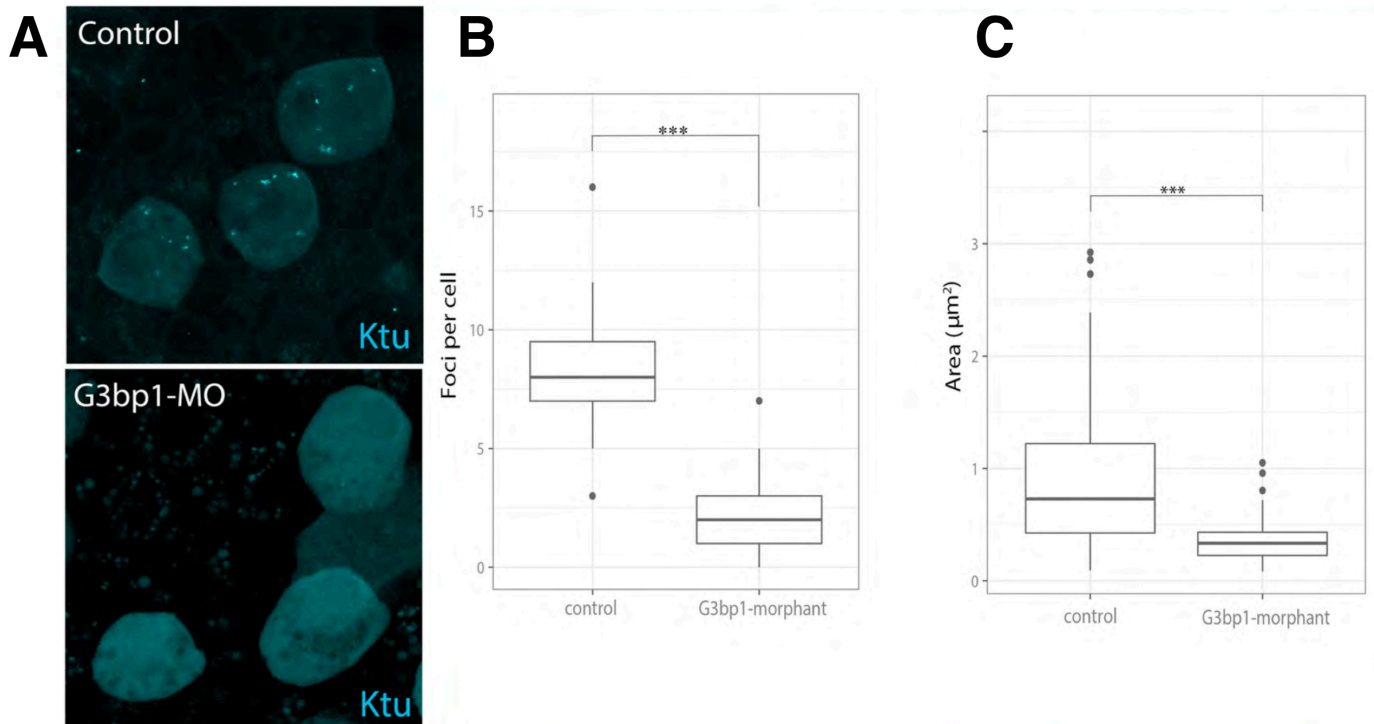 A
Control
Ktu
G3bp1-MO
Ktu
B
***
15
10
5
0
Foci per cell
control
G3bp1-morphant
C
***
3
2
1
0
Area (µm²)
control
G3bp1-morphant